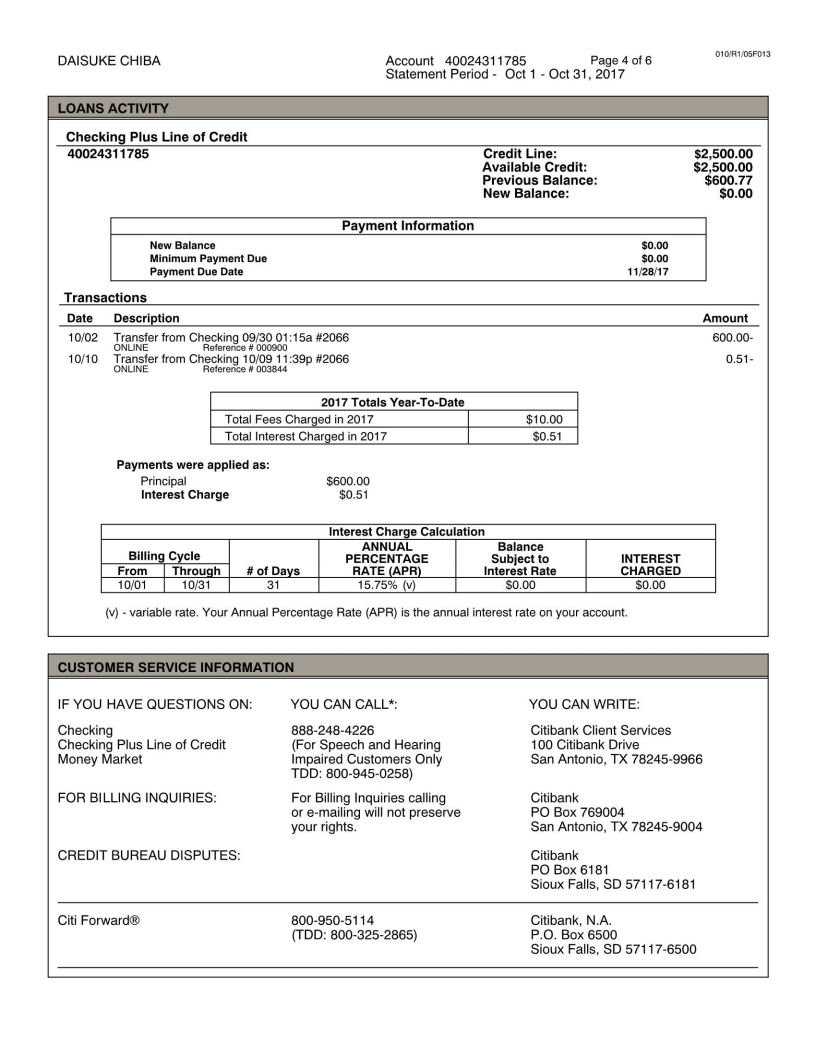 DAISUKE CHIBA Account 40024311785 Page 4 of 6 010/R1/05F013
Statement Period - Oct 1 - Oct 31, 2017
LOANS ACTIVITY
Checking Plus Line of Credit
40024311785 Credit Line: $2,500.00
Available Credit: $2,500.00
Previous Balance: $600.77
New Balance: $0.00
Payment Information
New Balance $0.00
Minimum Payment Due $0.00
Payment Due Date 11/28/17
Transactions
Date Description Amount
10/02 Transfer from Checking 09/30 01:15a #2066 600.00-
ONLINE Reference # 000900
10/10 Transfer from Checking 10/09 11:39p #2066 0.51-
ONLINE Reference # 003844
2017 Totals Year-To-Date
Total Fees Charged in 2017 $10.00
Total Interest Charged in 2017 $0.51
Payments were applied as:
Principal $600.00
Interest Charge $0.51
Interest Charge Calculation
Billing Cycle
From Through # of Days ANNUAL PERCENTAGE RATE (APR) Balance Subject to Interest Rate INTEREST CHARGED
10/01 10/31 31 15.75% (v) $0.00 $0.00
(v) - variable rate. Your Annual Percentage Rate (APR) is the annual interest rate on your account.
CUSTOMER SERVICE INFORMATION
IF YOU HAVE QUESTIONS ON: YOU CAN CALL*: YOU CAN WRITE:
Checking 888-248-4226 Citibank Client Services
Checking Plus Line of Credit (For Speech and Hearing 100 Citibank Drive
Money Market Impaired Customers Only San Antonio, TX 78245-9966
TDD: 800-945-0258)
FOR BILLING INQUIRIES: For Billing Inquiries calling Citibank
or e-mailing will not preserve PO Box 769004
your rights. San Antonio, TX 78245-9004
CREDIT BUREAU DISPUTES: Citibank
PO Box 6181
Sioux Falls, SD 57117-6181
Citi Forward® 800-950-5114 Citibank, N.A.
(TDD: 800-325-2865) P.O. Box 6500
Sioux Falls, SD 57117-6500